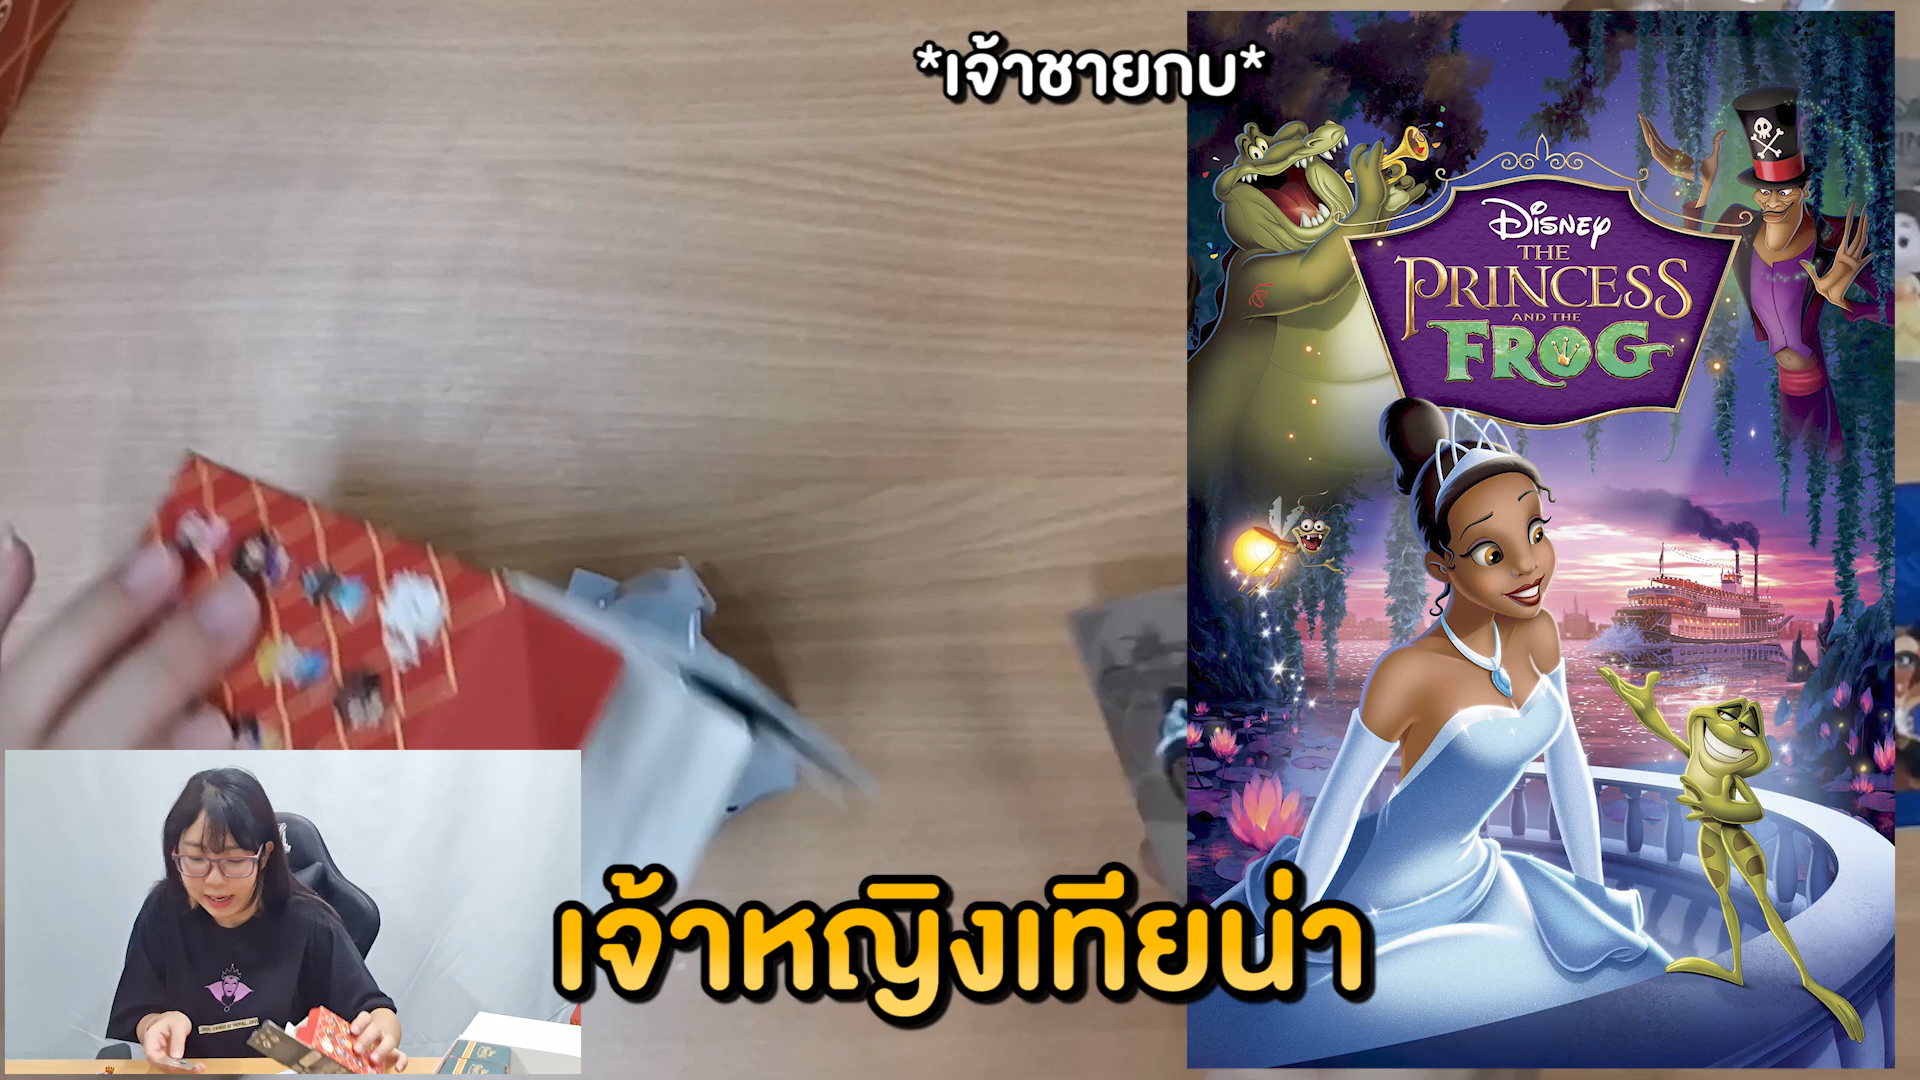 *เจ้าชายกบ*
DISNEY
THE
PRINCESS
AND THE
FROG
เจ้าหญิงเทียน่า